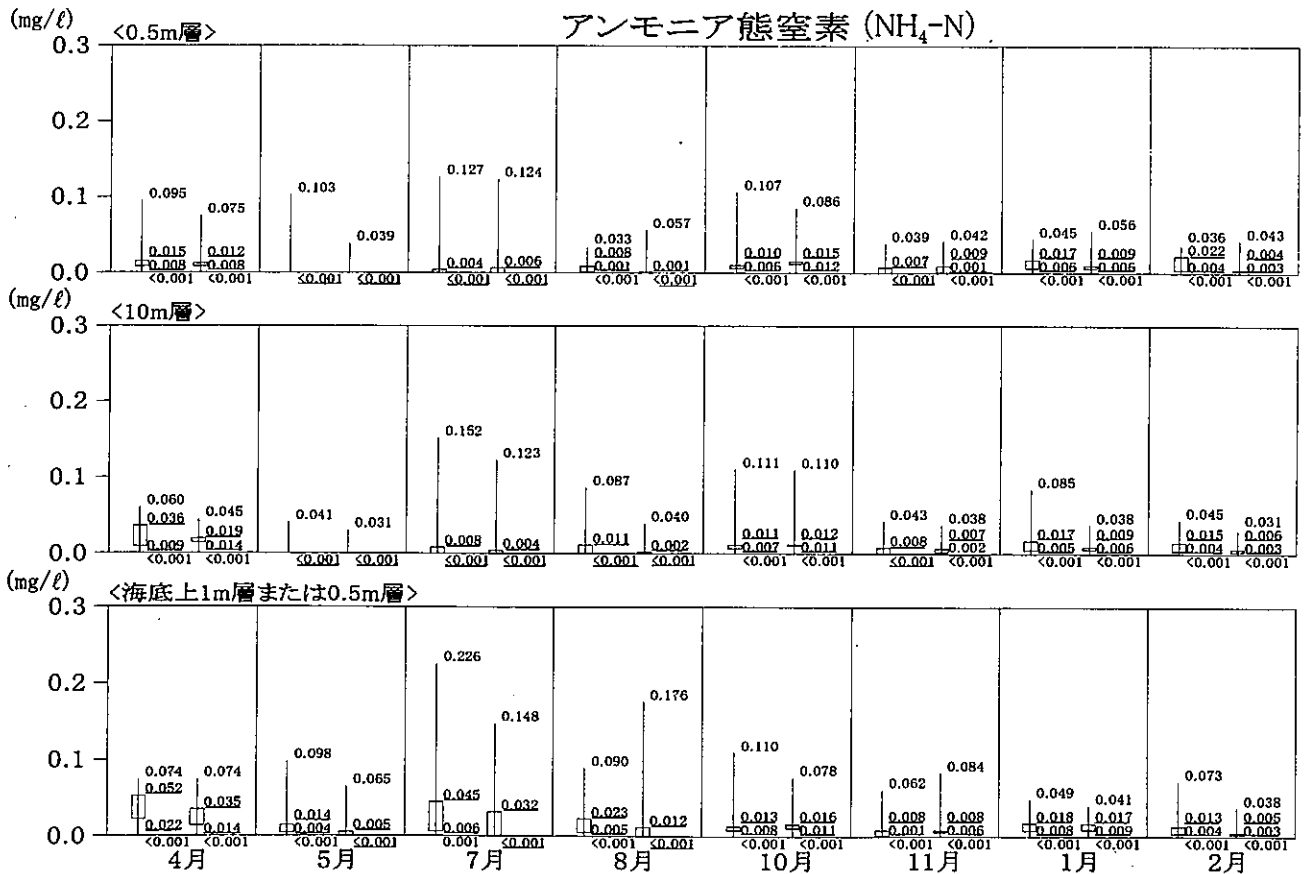 アンモニア態窒素 (NH₄-N)
(mg/ℓ) <0.5m層>
0.3
0.2
0.1
0.0
0.095 0.075 0.103 0.039 0.127 0.124 0.033 0.057 0.107 0.086 0.039 0.042 0.045 0.056 0.036 0.043
0.015 0.012 0.004 0.006 0.008 0.001 0.010 0.015 0.007 0.009 0.017 0.009 0.022 0.004
0.008 0.008 0.001 0.006 0.012 0.001 0.006 0.006 0.004 0.003
<0.001 <0.001 <0.001 <0.001 <0.001 <0.001 <0.001 <0.001 <0.001 <0.001 <0.001 <0.001 <0.001 <0.001 <0.001 <0.001
(mg/ℓ) <10m層>
0.3
0.2
0.1
0.0
0.060 0.045 0.041 0.031 0.152 0.123 0.087 0.040 0.111 0.110 0.043 0.038 0.085 0.038 0.045 0.031
0.036 0.019 0.008 0.004 0.011 0.002 0.011 0.012 0.008 0.007 0.017 0.009 0.015 0.006
0.009 0.014 0.007 0.011 0.002 0.005 0.006 0.004 0.003
<0.001 <0.001 <0.001 <0.001 <0.001 <0.001 <0.001 <0.001 <0.001 <0.001 <0.001 <0.001 <0.001 <0.001 <0.001 <0.001
(mg/ℓ) <海底上1m層または0.5m層>
0.3
0.2
0.1
0.0
0.074 0.074 0.098 0.065 0.226 0.148 0.090 0.176 0.110 0.078 0.062 0.084 0.049 0.041 0.073 0.038
0.052 0.035 0.014 0.005 0.045 0.032 0.023 0.012 0.013 0.016 0.008 0.008 0.018 0.017 0.013 0.005
0.022 0.014 0.004 0.006 0.005 0.008 0.011 0.001 0.006 0.008 0.009 0.004 0.003
<0.001 <0.001 <0.001 <0.001 <0.001 <0.001 <0.001 <0.001 <0.001 <0.001 <0.001 <0.001 <0.001 <0.001 <0.001 <0.001
4月 5月 7月 8月 10月 11月 1月 2月